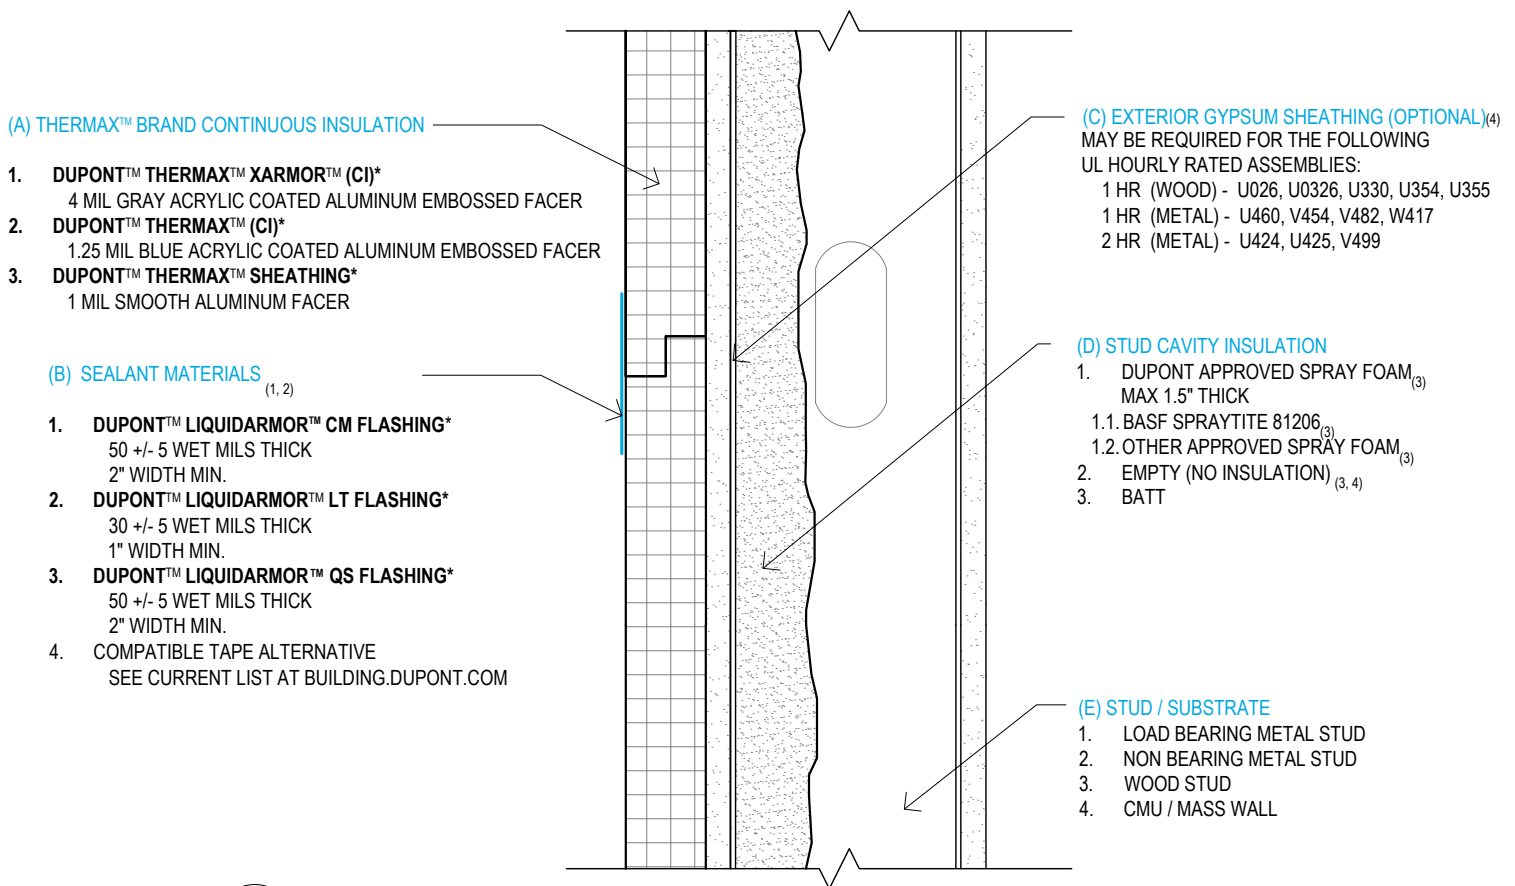 (A) THERMAX™ BRAND CONTINUOUS INSULATION
1. DUPONT™ THERMAX™ XARMOR™ (CI)*
4 MIL GRAY ACRYLIC COATED ALUMINUM EMBOSSED FACER
2. DUPONT™ THERMAX™ (CI)*
1.25 MIL BLUE ACRYLIC COATED ALUMINUM EMBOSSED FACER
3. DUPONT™ THERMAX™ SHEATHING*
1 MIL SMOOTH ALUMINUM FACER
(B) SEALANT MATERIALS (1, 2)
1. DUPONT™ LIQUIDARMOR™ CM FLASHING*
50 +/- 5 WET MILS THICK
2" WIDTH MIN.
2. DUPONT™ LIQUIDARMOR™ LT FLASHING*
30 +/- 5 WET MILS THICK
1" WIDTH MIN.
3. DUPONT™ LIQUIDARMOR™ QS FLASHING*
50 +/- 5 WET MILS THICK
2" WIDTH MIN.
4. COMPATIBLE TAPE ALTERNATIVE
SEE CURRENT LIST AT BUILDING.DUPONT.COM
(C) EXTERIOR GYPSUM SHEATHING (OPTIONAL)(4)
MAY BE REQUIRED FOR THE FOLLOWING
UL HOURLY RATED ASSEMBLIES:
1 HR (WOOD) - U026, U0326, U330, U354, U355
1 HR (METAL) - U460, V454, V482, W417
2 HR (METAL) - U424, U425, V499
(D) STUD CAVITY INSULATION
1. DUPONT APPROVED SPRAY FOAM(3)
MAX 1.5" THICK
1.1. BASF SPRAYTITE 81206(3)
1.2. OTHER APPROVED SPRAY FOAM(3)
2. EMPTY (NO INSULATION) (3, 4)
3. BATT
(E) STUD / SUBSTRATE
1. LOAD BEARING METAL STUD
2. NON BEARING METAL STUD
3. WOOD STUD
4. CMU / MASS WALL